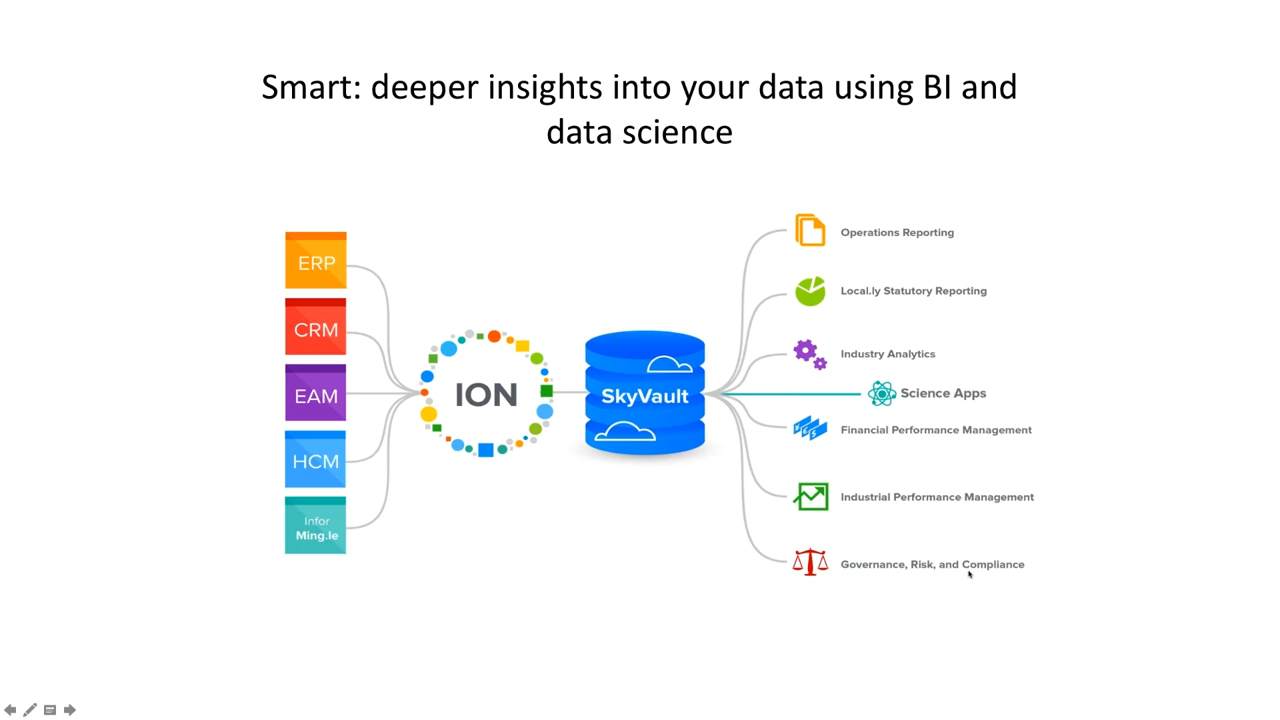 Smart: deeper insights into your data using BI and
data science
ERP
CRM
EAM
HCM
Infor
Ming.le
ION
SkyVault
Operations Reporting
Local.ly Statutory Reporting
Industry Analytics
Science Apps
Financial Performance Management
Industrial Performance Management
Governance, Risk, and Compliance